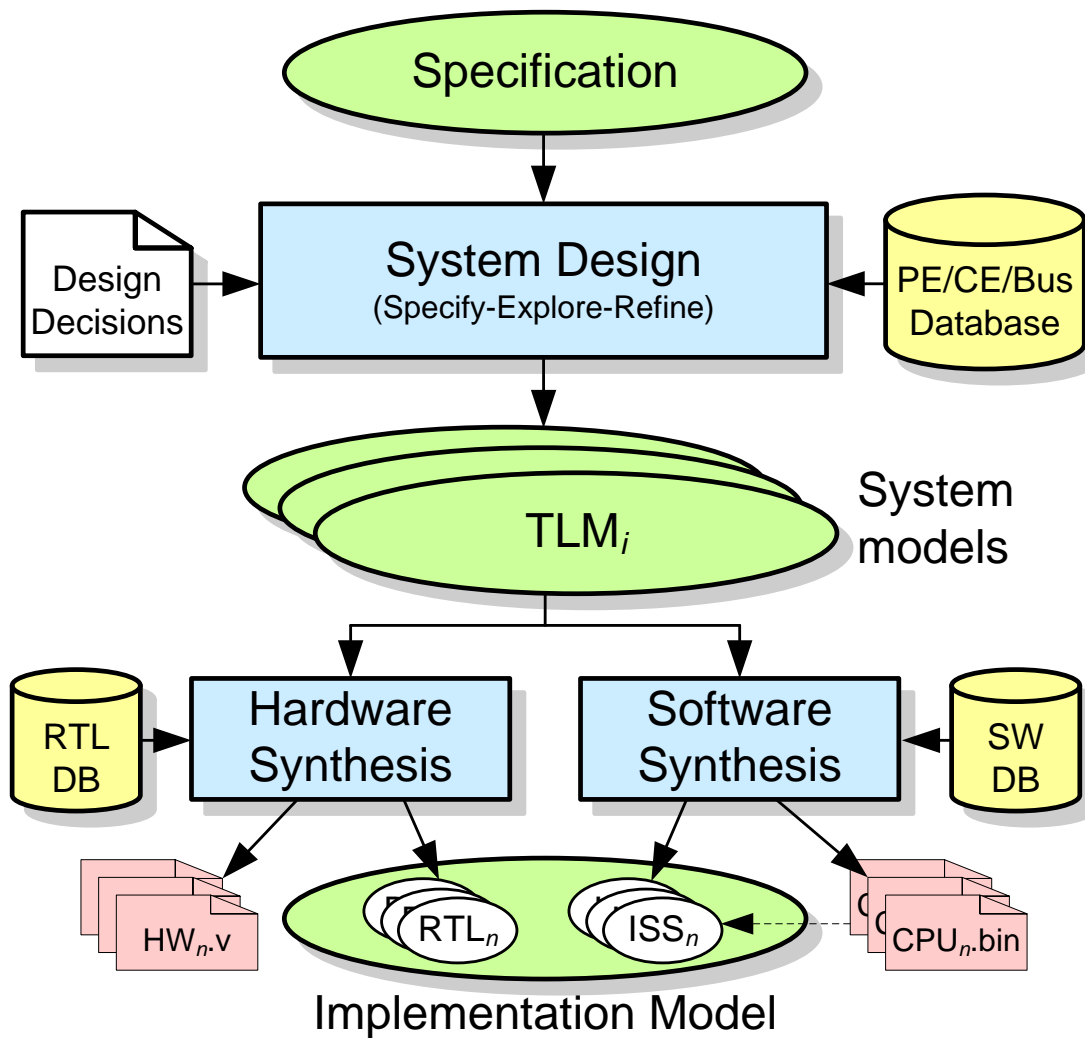 Specification
Design
Decisions
System Design
(Specify-Explore-Refine)
PE/CE/Bus
Database
TLMi
System
models
RTL
DB
Hardware
Synthesis
Software
Synthesis
SW
DB
HWn.v
RTLn
ISSn
CPUn.bin
Implementation Model